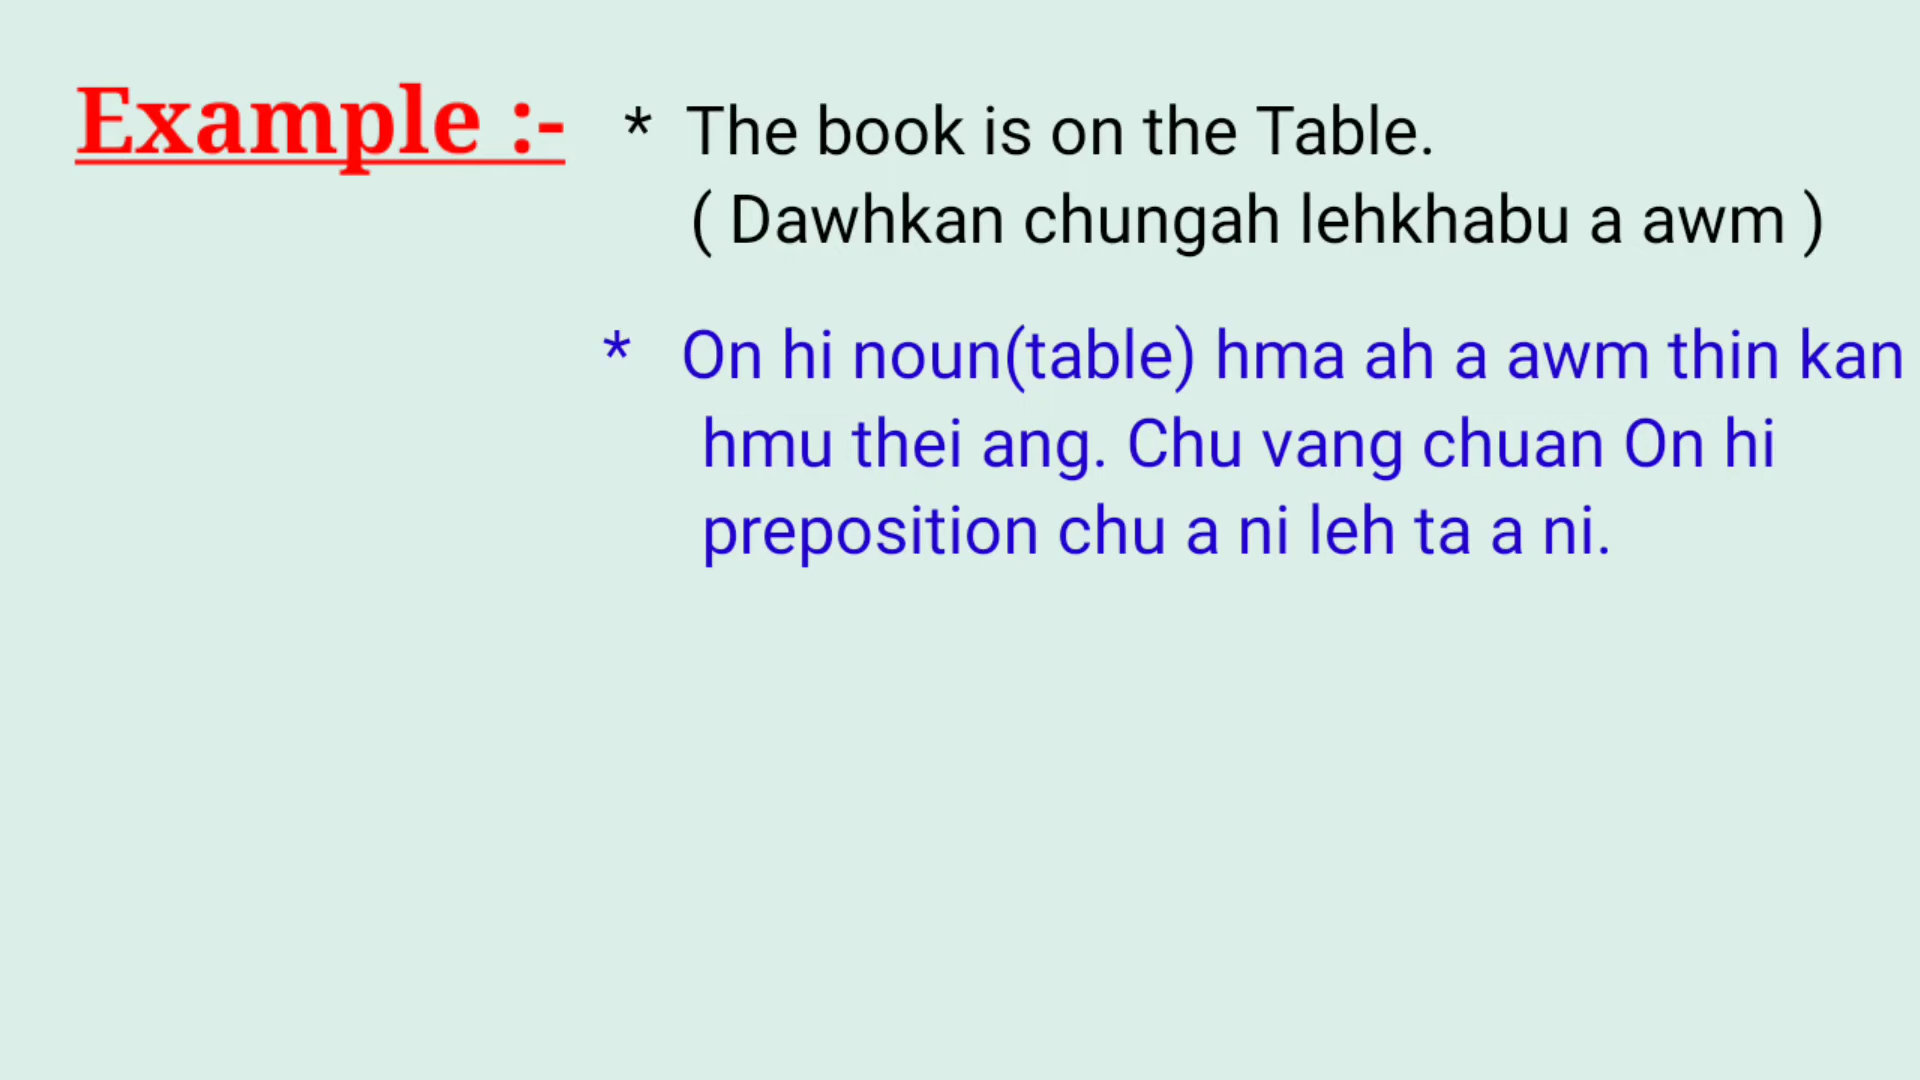 Example :- * The book is on the Table.
( Dawhkan chungah lehkhabu a awm )
* On hi noun(table) hma ah a awm thin kan
hmu thei ang. Chu vang chuan On hi
preposition chu a ni leh ta a ni.